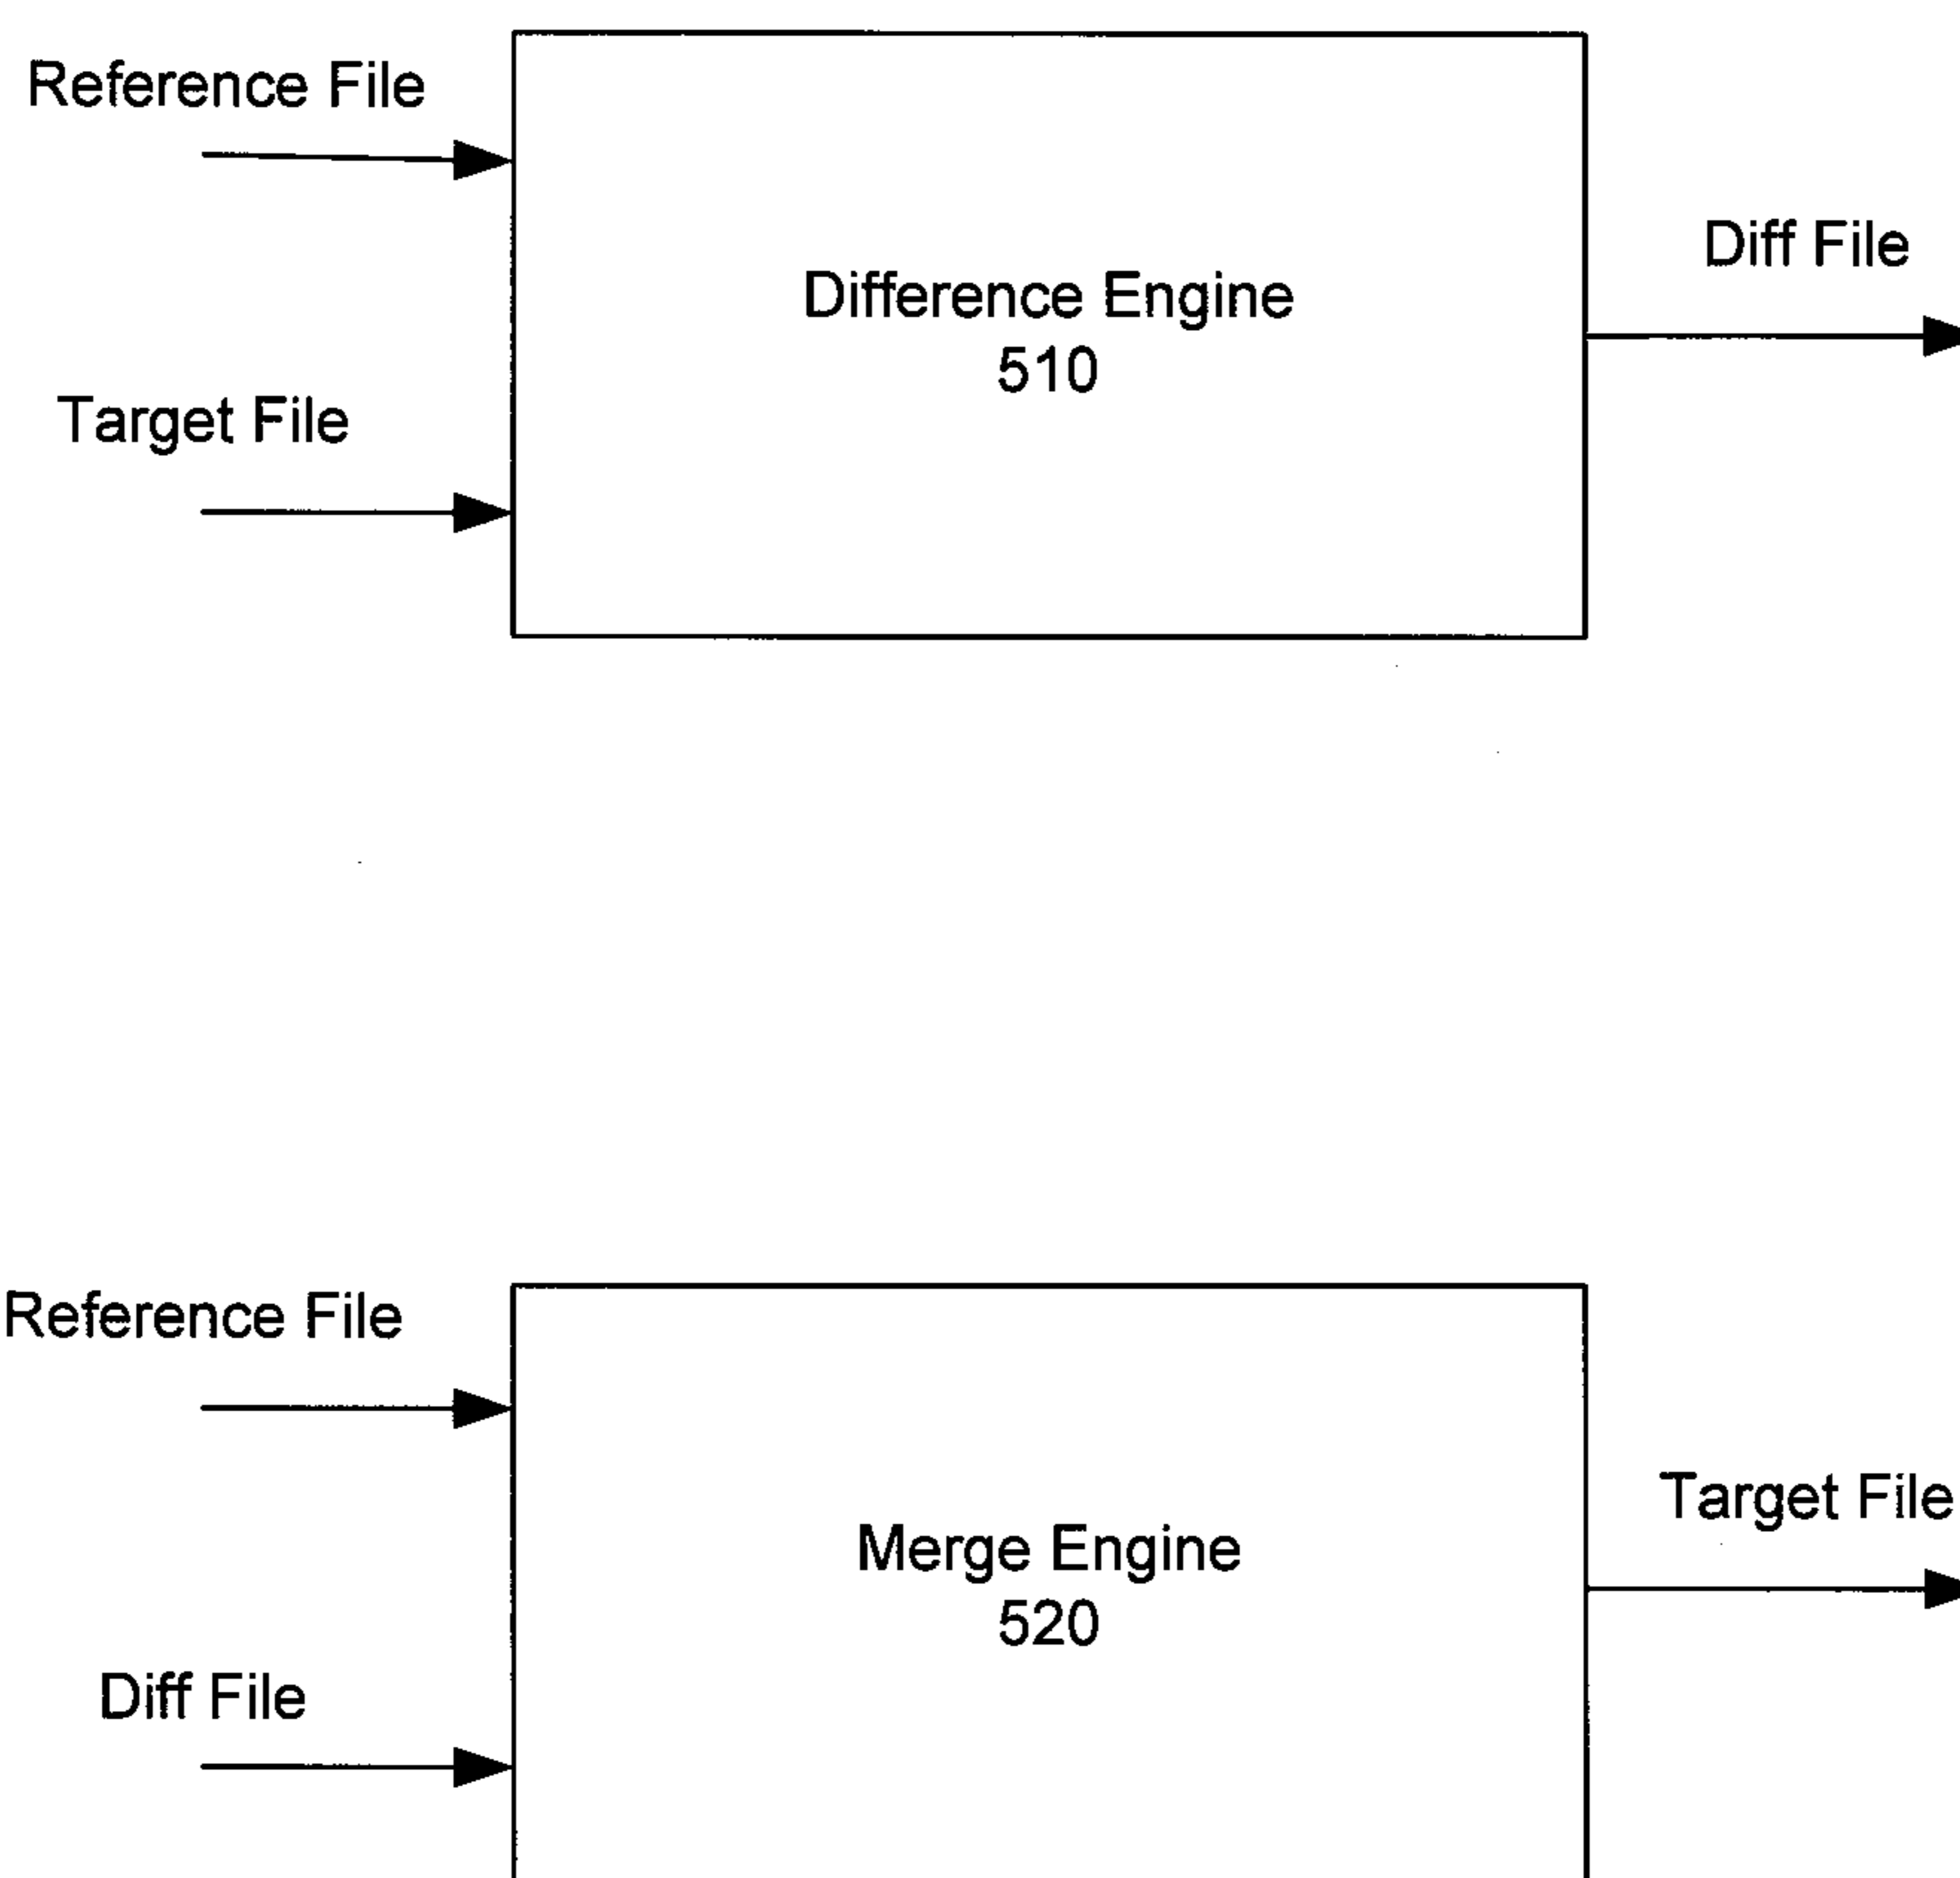 Reference File
Diff File
Difference Engine
510
Target File
Reference File
Target File
Merge Engine
520
Diff File